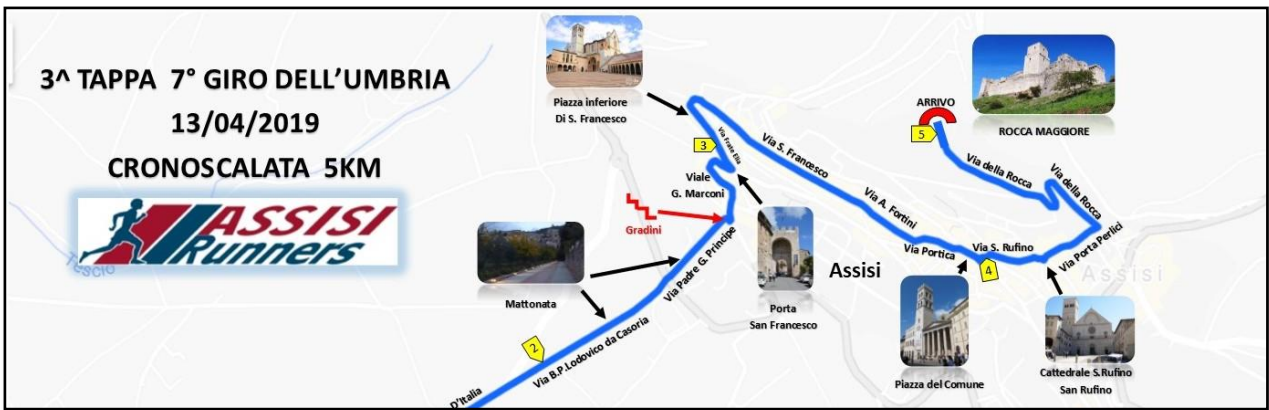 3^ TAPPA 7° GIRO DELL’UMBRIA
13/04/2019
CRONOSCALATA 5KM
ASSISI
Runners
Tescio
Piazza inferiore
Di S. Francesco
3
Via Frate Elia
Viale
G. Marconi
Gradini
Mattonata
Via Padre G. Principe
2
Via B.P.Lodovico da Casoria
D'Italia
Porta
San Francesco
Via S. Francesco
Via A. Fortini
Assisi
Via Portica
Via S. Rufino
4
Piazza del Comune
Cattedrale S.Rufino
San Rufino
Via Porta Perlici
Assisi
Via della Rocca
Via della Rocca
ARRIVO
5
ROCCA MAGGIORE